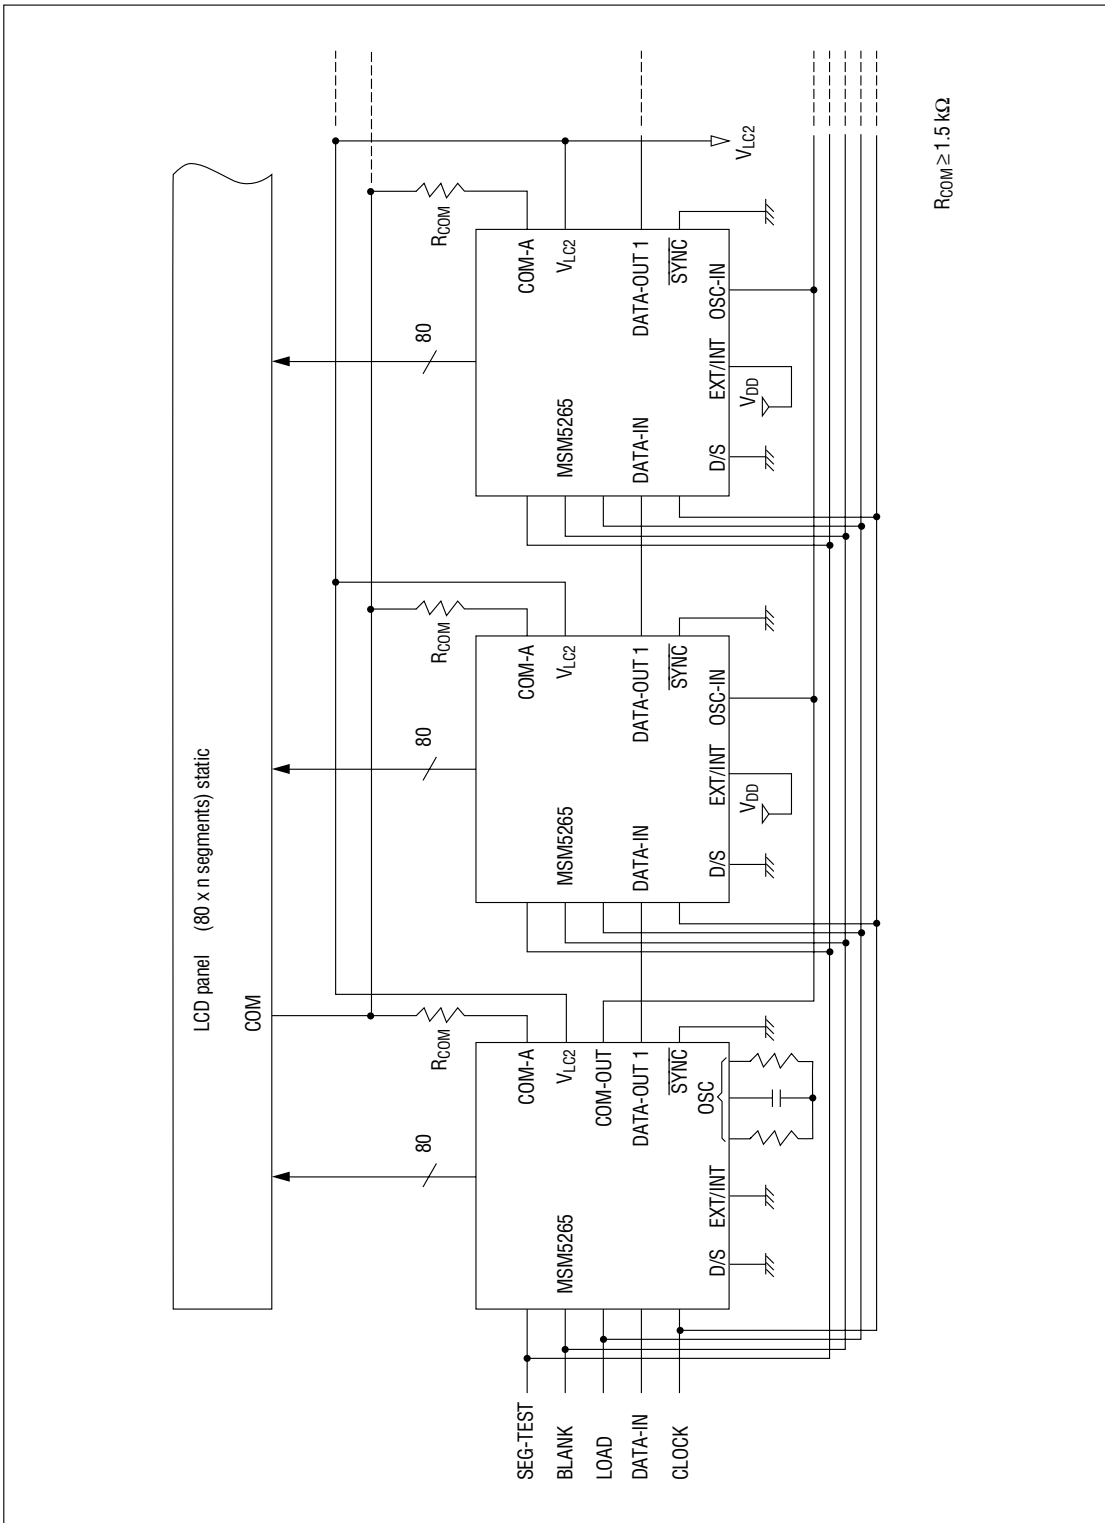 LCD panel (80 x n segments) static
COM
80
80
80
RCOM
RCOM
RCOM
SEG-TEST
BLANK
LOAD
DATA-IN
CLOCK
MSM5265
COM-A
VLC2
COM-OUT
DATA-OUT 1
SYNC
D/S
EXT/INT
OSC
MSM5265
DATA-IN
COM-A
VLC2
DATA-OUT 1
SYNC
D/S
EXT/INT
OSC-IN
VDD
MSM5265
DATA-IN
COM-A
VLC2
DATA-OUT 1
SYNC
D/S
EXT/INT
OSC-IN
VDD
VLC2
RCOM ≥ 1.5 kΩ